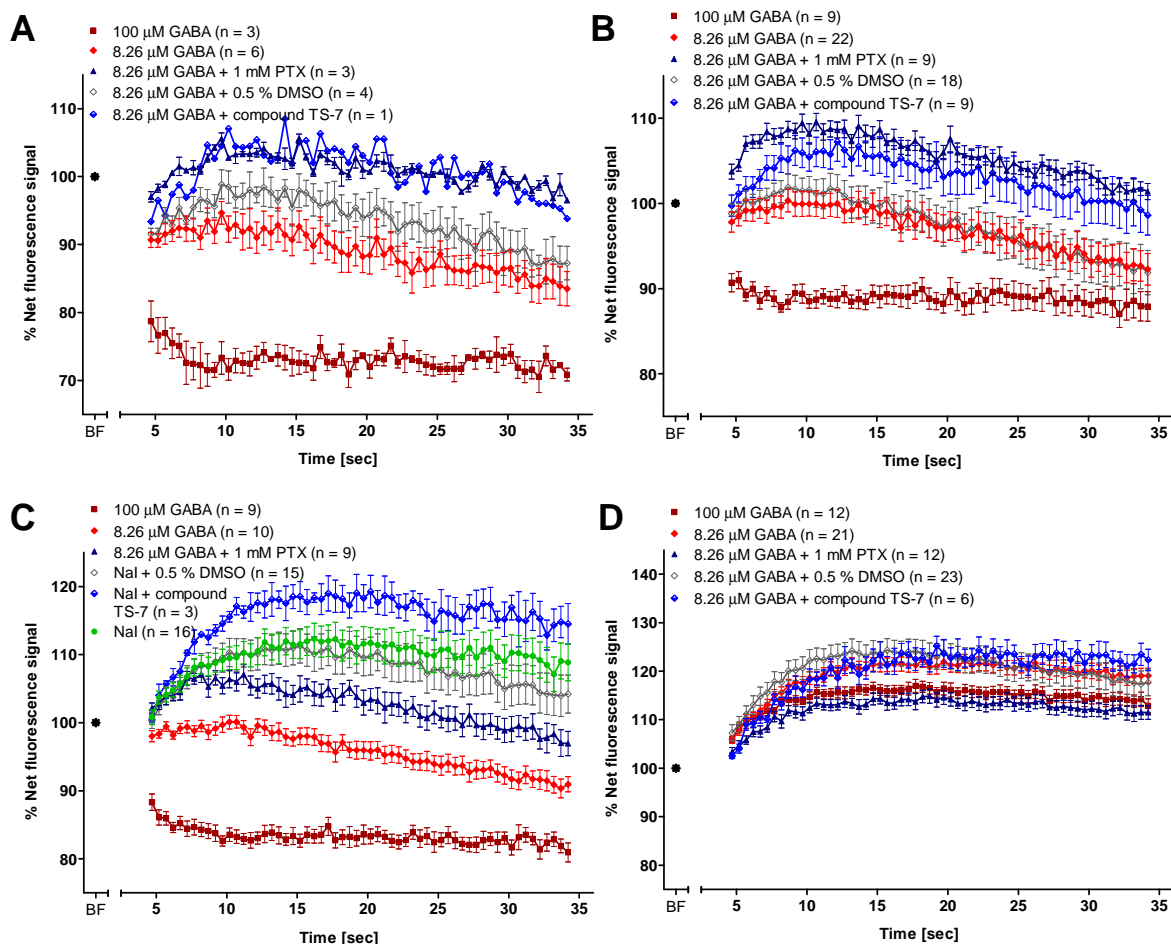 A
100 μM GABA (n = 3)
8.26 μM GABA (n = 6)
8.26 μM GABA + 1 mM PTX (n = 3)
8.26 μM GABA + 0.5 % DMSO (n = 4)
8.26 μM GABA + compound TS-7 (n = 1)
% Net fluorescence signal
110
100
90
80
70
BF
5
10
15
20
25
30
35
Time [sec]
B
100 μM GABA (n = 9)
8.26 μM GABA (n = 22)
8.26 μM GABA + 1 mM PTX (n = 9)
8.26 μM GABA + 0.5 % DMSO (n = 18)
8.26 μM GABA + compound TS-7 (n = 9)
% Net fluorescence signal
110
100
90
80
BF
5
10
15
20
25
30
35
Time [sec]
C
100 μM GABA (n = 9)
8.26 μM GABA (n = 10)
8.26 μM GABA + 1 mM PTX (n = 9)
NaI + 0.5 % DMSO (n = 15)
NaI + compound
TS-7 (n = 3)
NaI (n = 16)
% Net fluorescence signal
120
110
100
90
80
BF
5
10
15
20
25
30
35
Time [sec]
D
100 μM GABA (n = 12)
8.26 μM GABA (n = 21)
8.26 μM GABA + 1 mM PTX (n = 12)
8.26 μM GABA + 0.5 % DMSO (n = 23)
8.26 μM GABA + compound TS-7 (n = 6)
% Net fluorescence signal
140
130
120
110
100
90
80
BF
5
10
15
20
25
30
35
Time [sec]